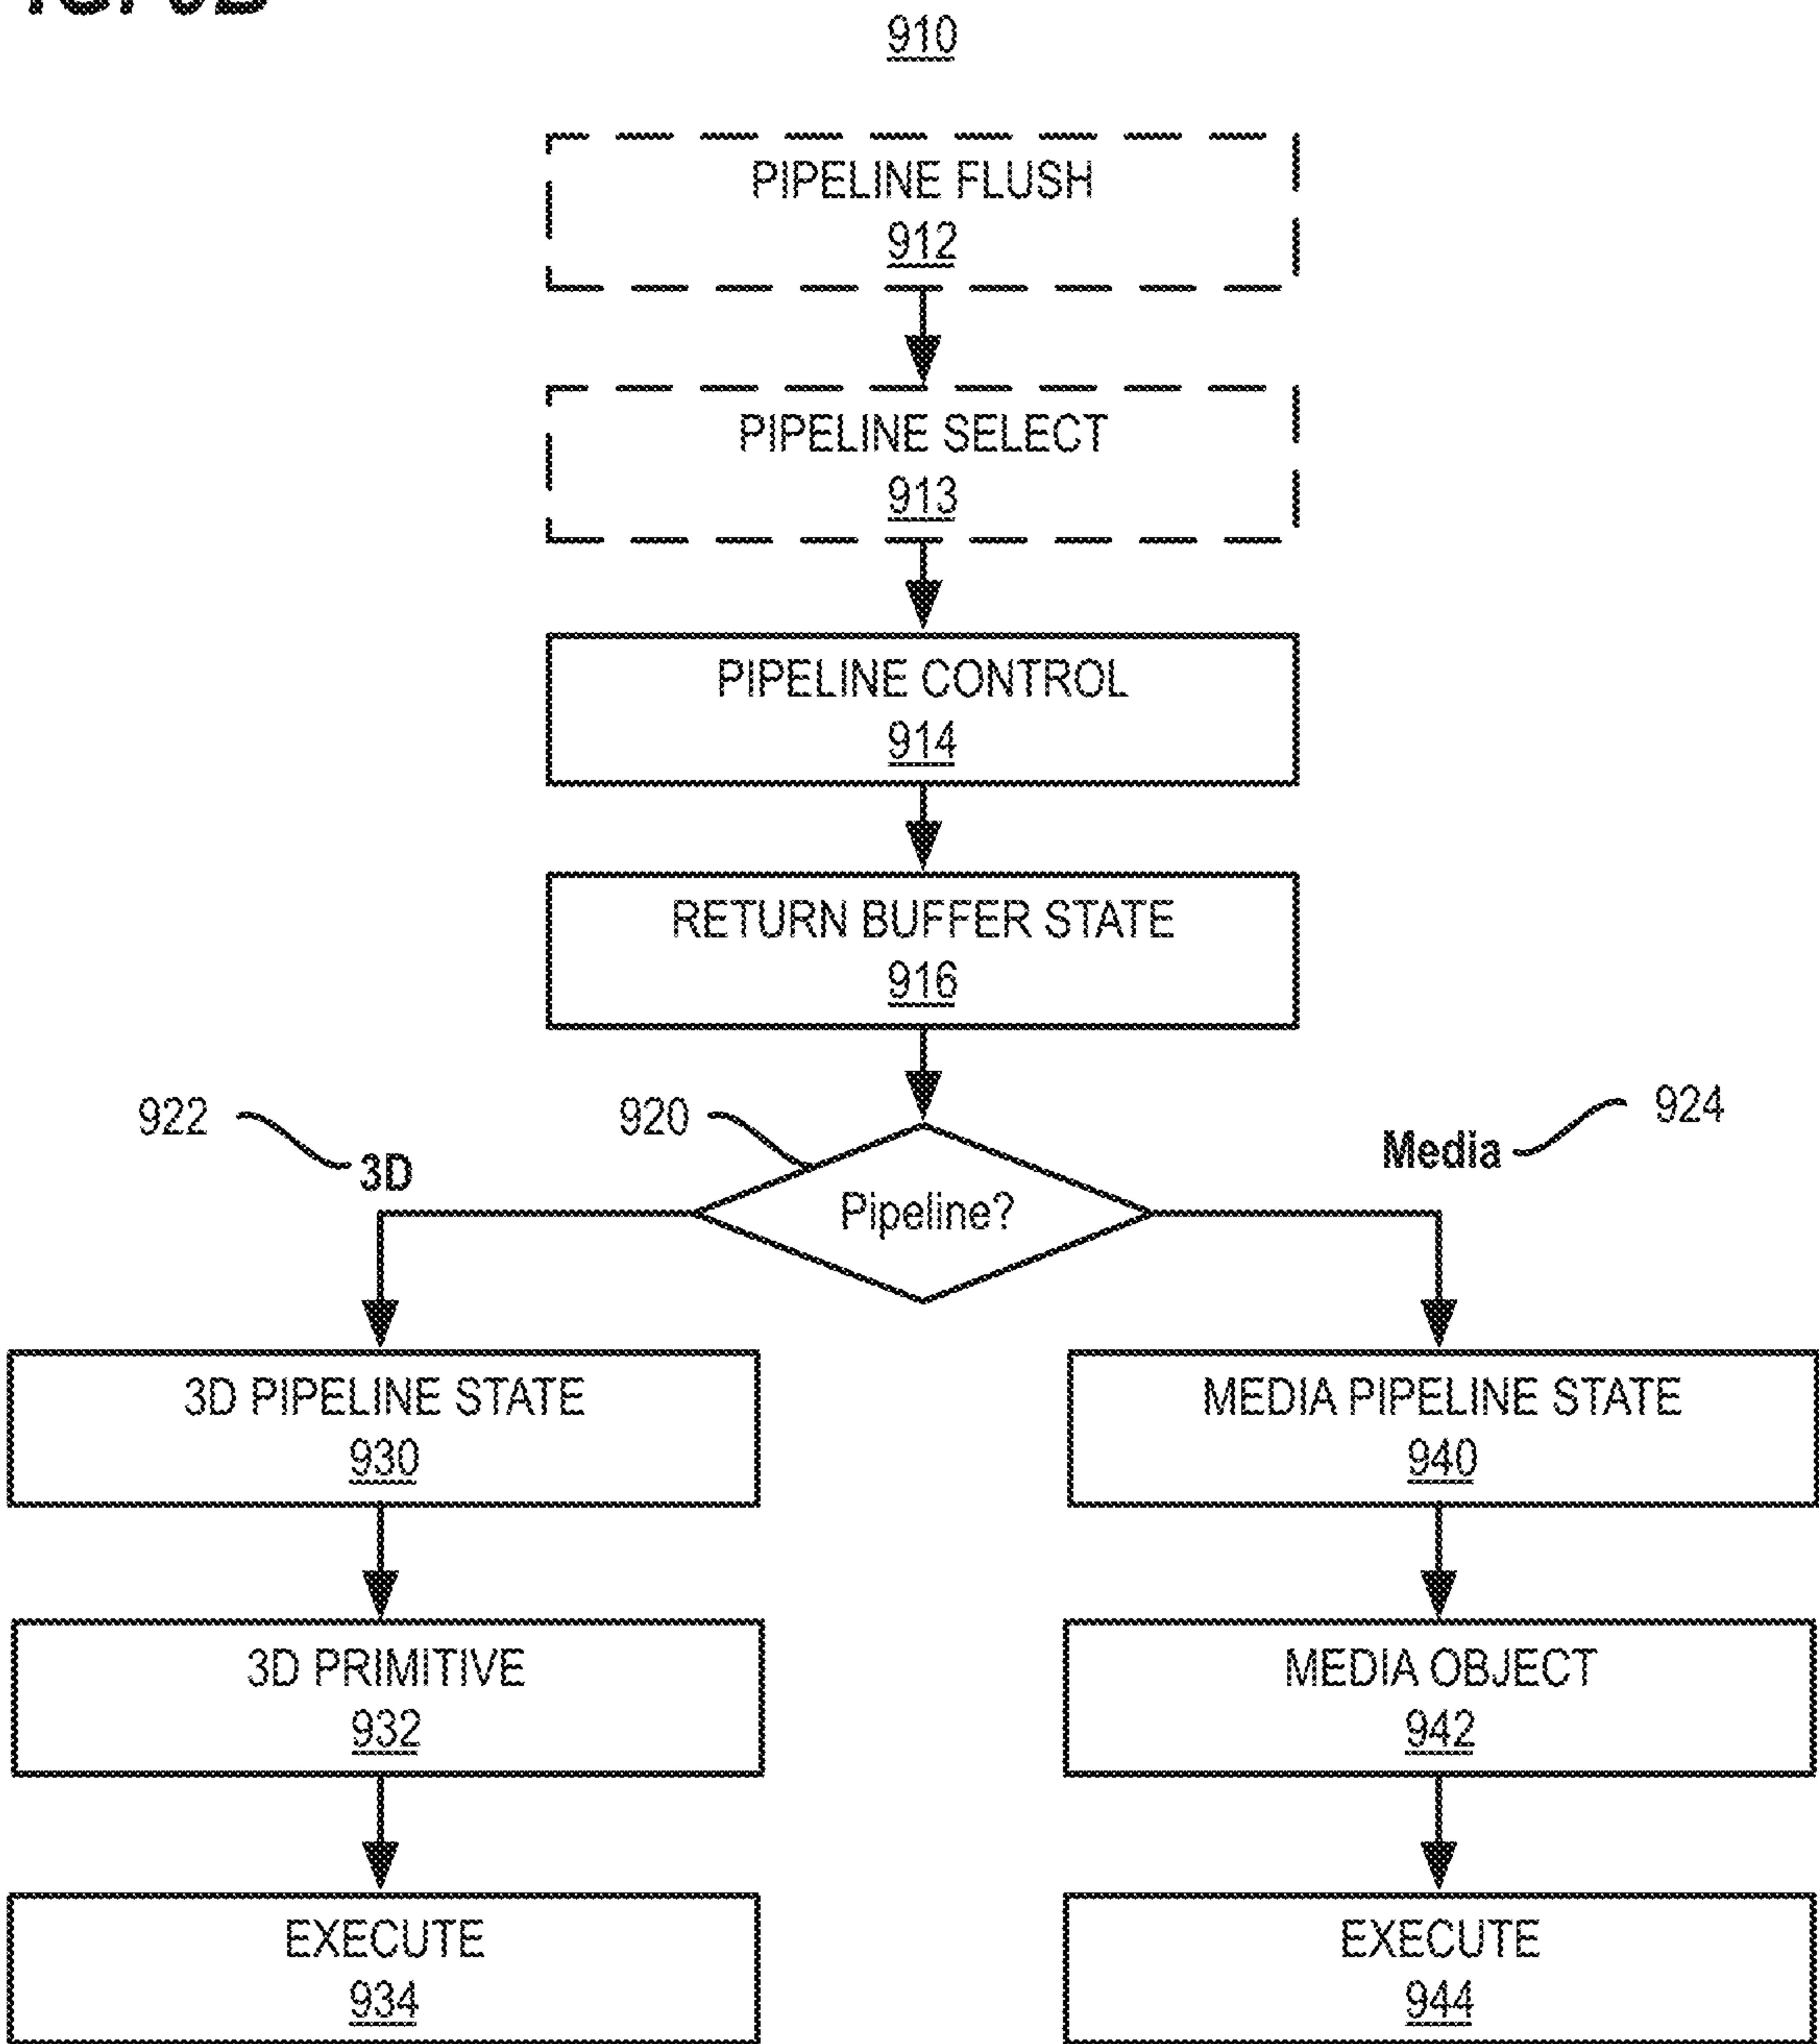 910
PIPELINE FLUSH
912
PIPELINE SELECT
913
PIPELINE CONTROL
914
RETURN BUFFER STATE
916
922
920
924
3D
Media
Pipeline?
3D PIPELINE STATE
930
MEDIA PIPELINE STATE
940
3D PRIMITIVE
932
MEDIA OBJECT
942
EXECUTE
934
EXECUTE
944